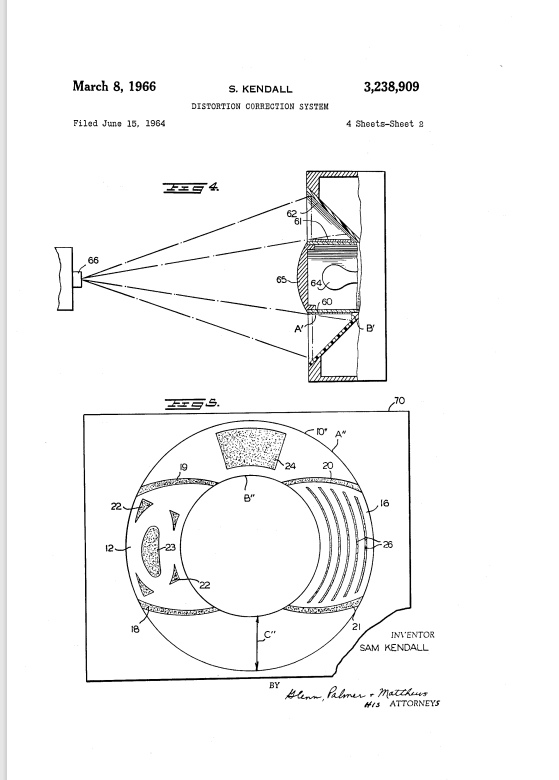 March 8, 1966
S. KENDALL
3,238,909
DISTORTION CORRECTION SYSTEM
Filed June 15, 1964
4 Sheets-Sheet 2
Fig 4.
62
61
66
65
64
60
A'
B'
Fig 5.
70
10"
A"
19
24
20
22
B"
16
12
23
26
22
18
C"
21
INVENTOR
SAM KENDALL
BY
Glenn, Palmer + Matthews
HIS ATTORNEYS